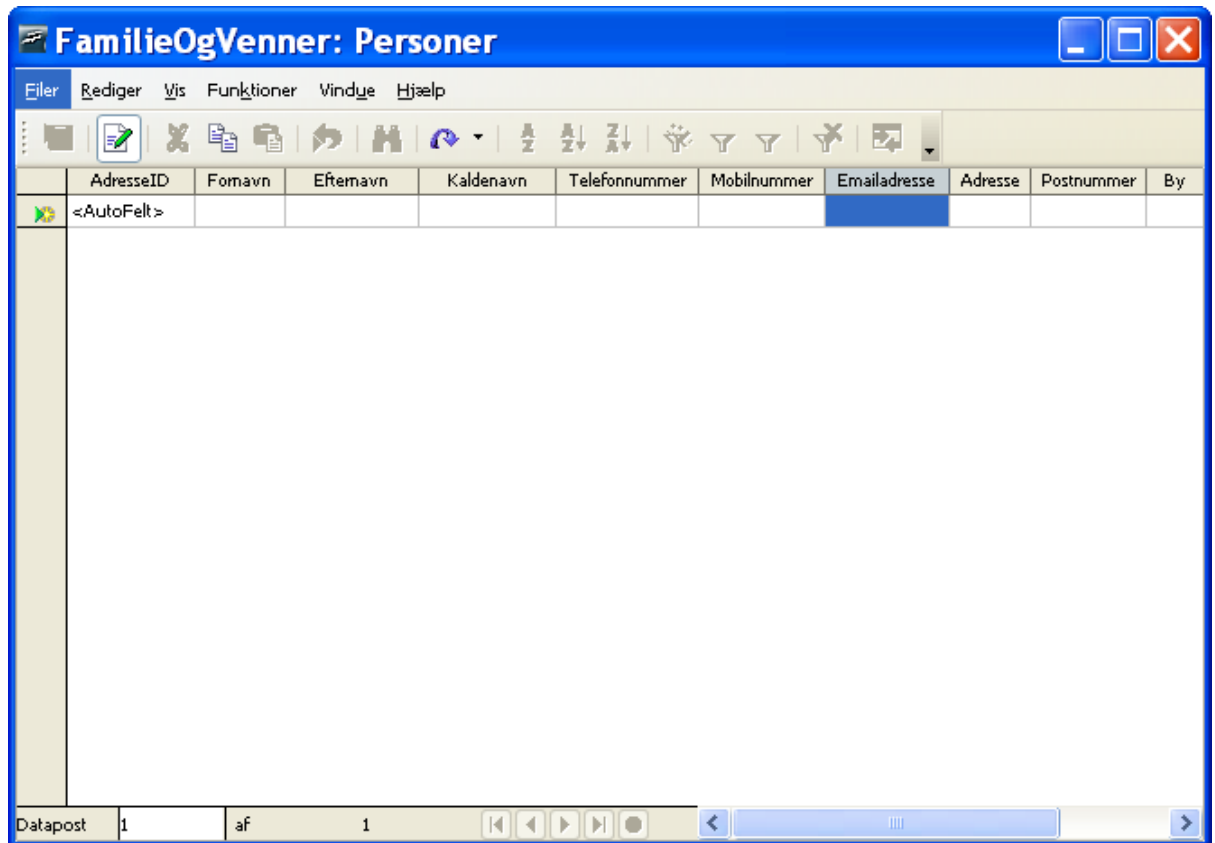 FamilieOgVenner: Personer
Filer Rediger Vis Funktioner Vindue Hjælp
AdresseID Fornavn Efternavn Kaldenavn Telefonnummer Mobilnummer Emailadresse Adresse Postnummer By
<AutoFelt>
Datapost 1 af 1